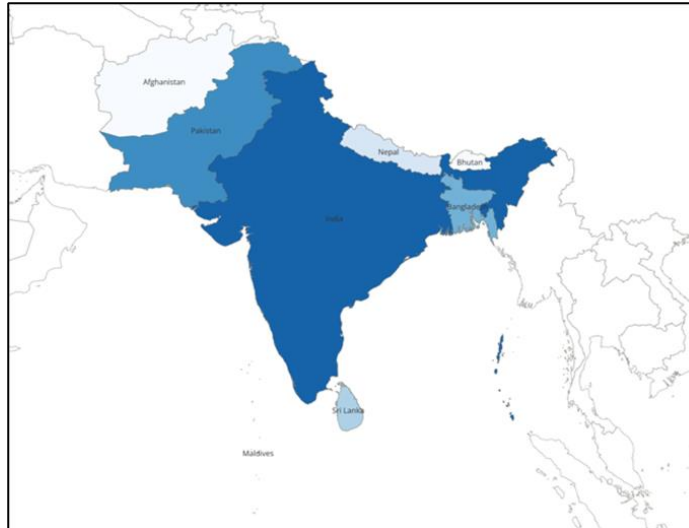 Afghanistan
Pakistan
Nepal
Bhutan
India
Bangladesh
Sri Lanka
Maldives